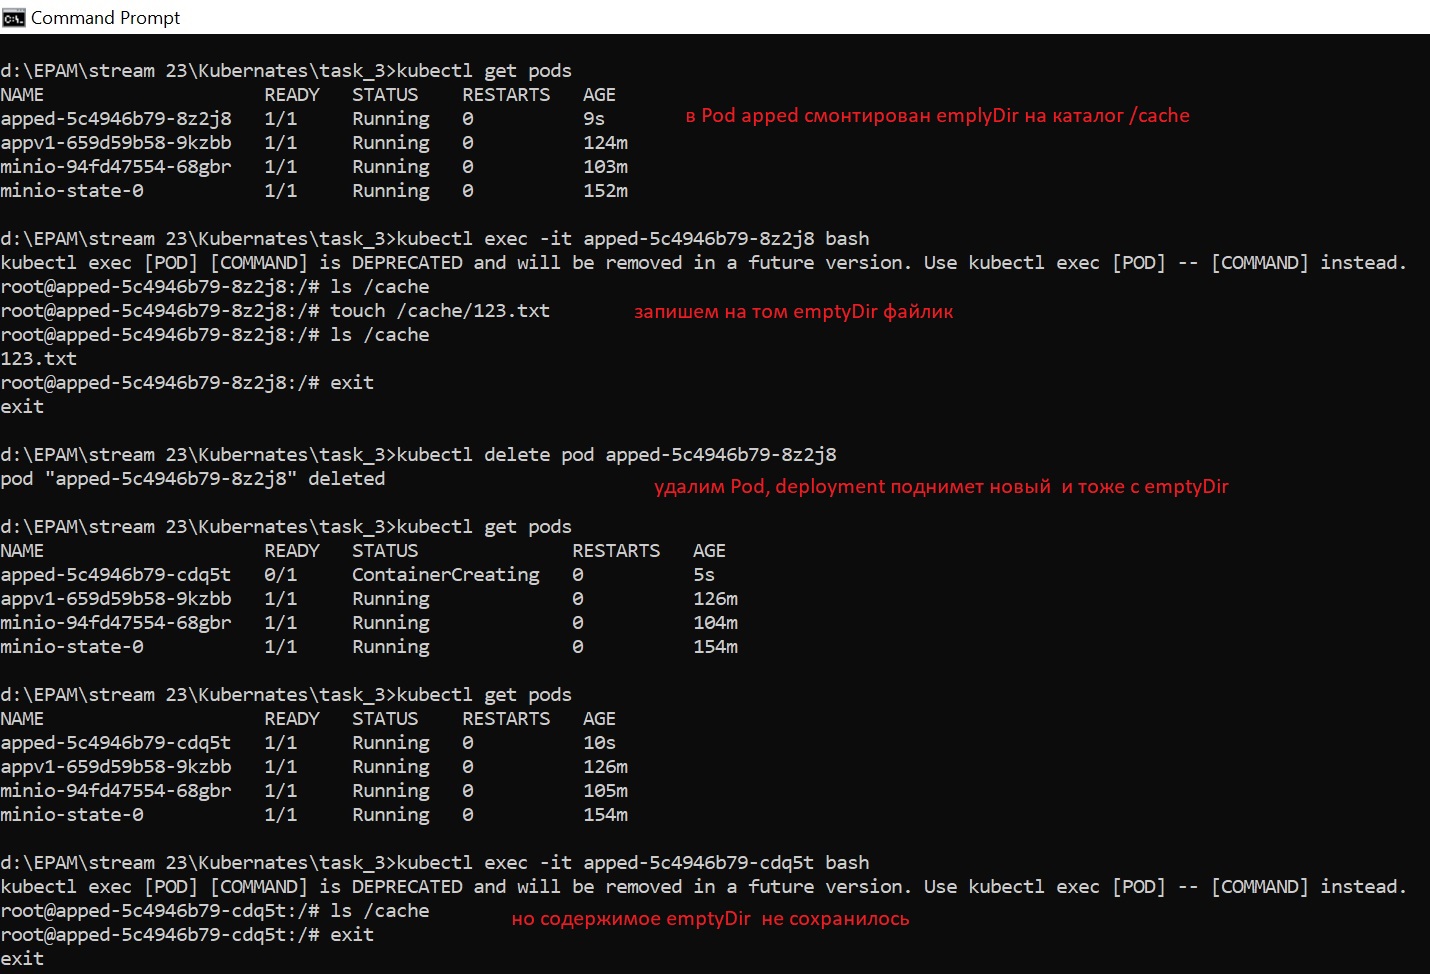 Command Prompt
d:\EPAM\stream 23\Kubernates\task_3>kubectl get pods
NAME                    READY   STATUS    RESTARTS   AGE
apped-5c4946b79-8z2j8   1/1     Running   0          9s
в Pod apped смонтирован emplyDir на каталог /cache
appv1-659d59b58-9kzbb   1/1     Running   0          124m
minio-94fd47554-68gbr   1/1     Running   0          103m
minio-state-0           1/1     Running   0          152m
d:\EPAM\stream 23\Kubernates\task_3>kubectl exec -it apped-5c4946b79-8z2j8 bash
kubectl exec [POD] [COMMAND] is DEPRECATED and will be removed in a future version. Use kubectl exec [POD] -- [COMMAND] instead.
root@apped-5c4946b79-8z2j8:/# ls /cache
root@apped-5c4946b79-8z2j8:/# touch /cache/123.txt
запишем на том emptyDir файлик
root@apped-5c4946b79-8z2j8:/# ls /cache
123.txt
root@apped-5c4946b79-8z2j8:/# exit
exit
d:\EPAM\stream 23\Kubernates\task_3>kubectl delete pod apped-5c4946b79-8z2j8
pod "apped-5c4946b79-8z2j8" deleted
удалим Pod, deployment поднимет новый  и тоже с emptyDir
d:\EPAM\stream 23\Kubernates\task_3>kubectl get pods
NAME                    READY   STATUS              RESTARTS   AGE
apped-5c4946b79-cdq5t   0/1     ContainerCreating   0          5s
appv1-659d59b58-9kzbb   1/1     Running             0          126m
minio-94fd47554-68gbr   1/1     Running             0          104m
minio-state-0           1/1     Running             0          154m
d:\EPAM\stream 23\Kubernates\task_3>kubectl get pods
NAME                    READY   STATUS    RESTARTS   AGE
apped-5c4946b79-cdq5t   1/1     Running   0          10s
appv1-659d59b58-9kzbb   1/1     Running   0          126m
minio-94fd47554-68gbr   1/1     Running   0          105m
minio-state-0           1/1     Running   0          154m
d:\EPAM\stream 23\Kubernates\task_3>kubectl exec -it apped-5c4946b79-cdq5t bash
kubectl exec [POD] [COMMAND] is DEPRECATED and will be removed in a future version. Use kubectl exec [POD] -- [COMMAND] instead.
root@apped-5c4946b79-cdq5t:/# ls /cache
но содержимое emptyDir  не сохранилось
root@apped-5c4946b79-cdq5t:/# exit
exit